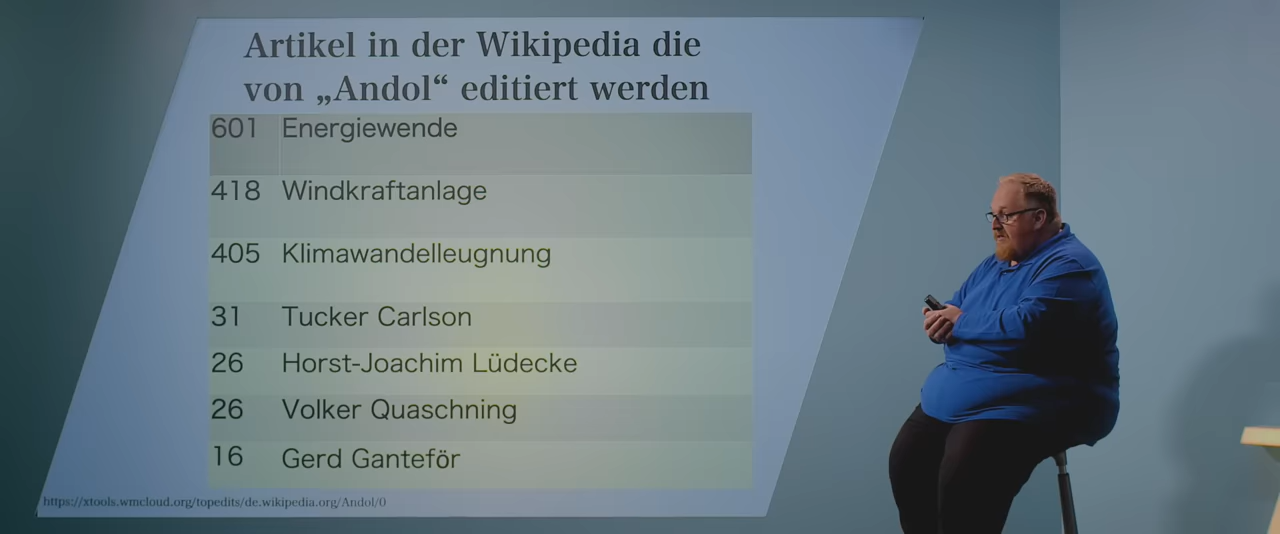 Artikel in der Wikipedia die
von „Andol“ editiert werden
601 Energiewende
418 Windkraftanlage
405 Klimawandelleugnung
31 Tucker Carlson
26 Horst-Joachim Lüdecke
26 Volker Quaschning
16 Gerd Ganteför
https://xtools.wmcloud.org/topedits/de.wikipedia.org/Andol/0